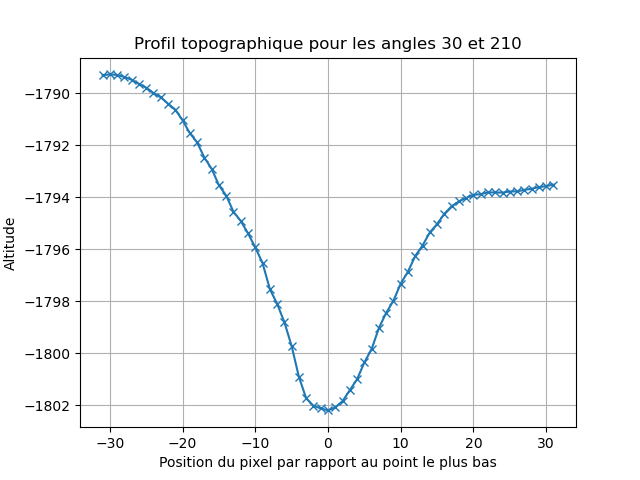 Profil topographique pour les angles 30 et 210
Altitude
−1790
−1792
−1794
−1796
−1798
−1800
−1802
−30 −20 −10 0 10 20 30
Position du pixel par rapport au point le plus bas